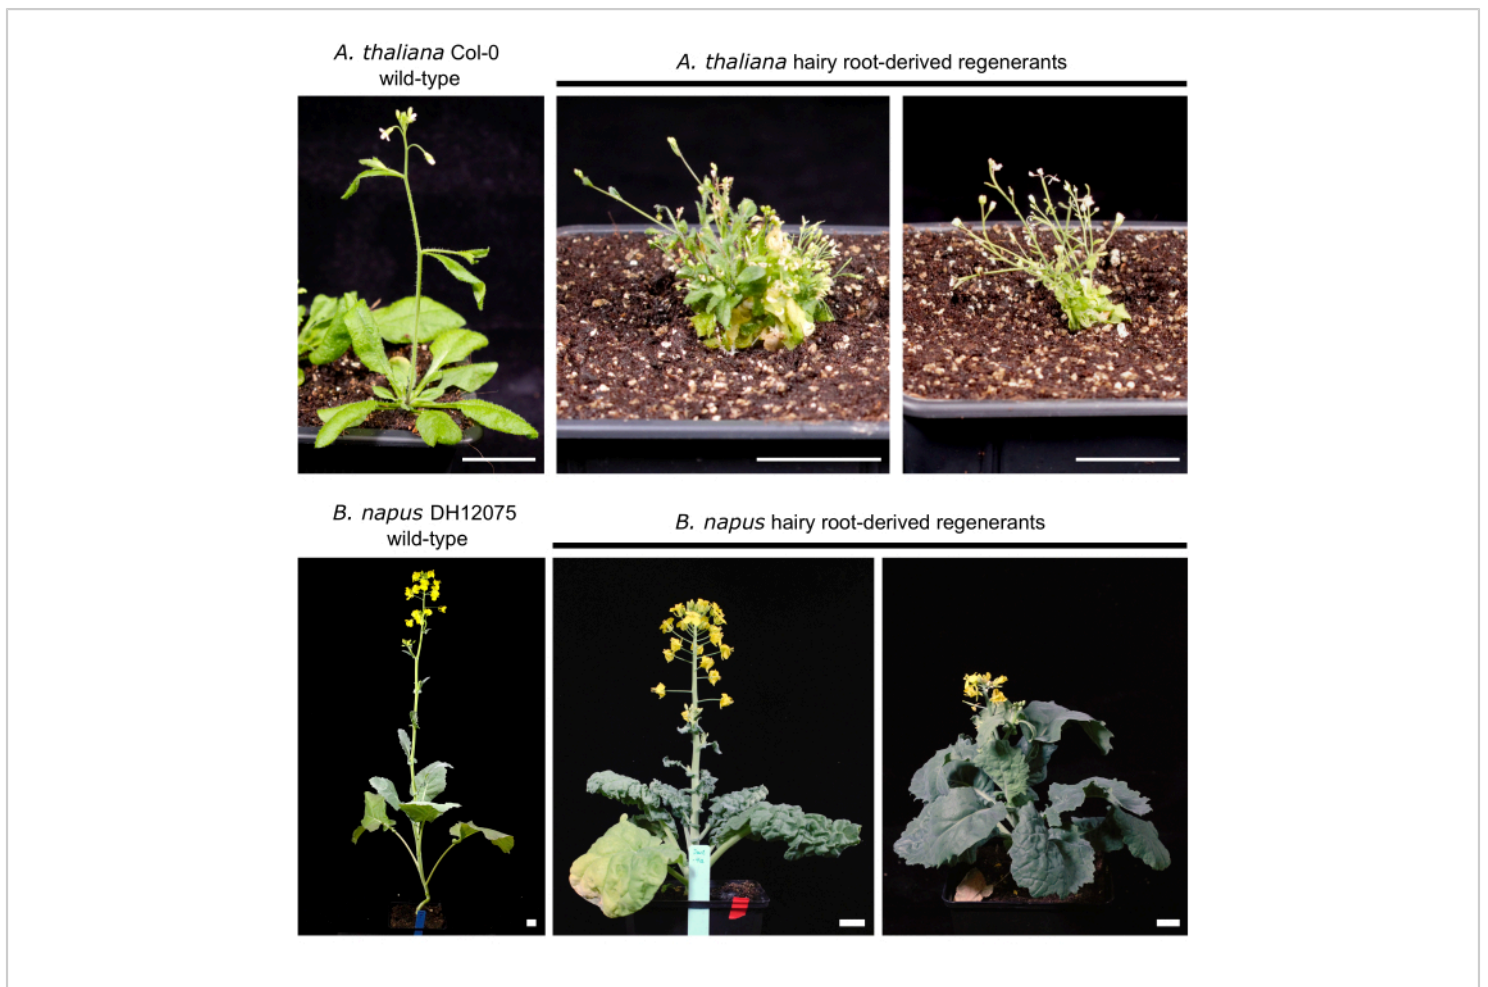 A. thaliana Col-0
wild-type
A. thaliana hairy root-derived regenerants
B. napus DH12075
wild-type
B. napus hairy root-derived regenerants